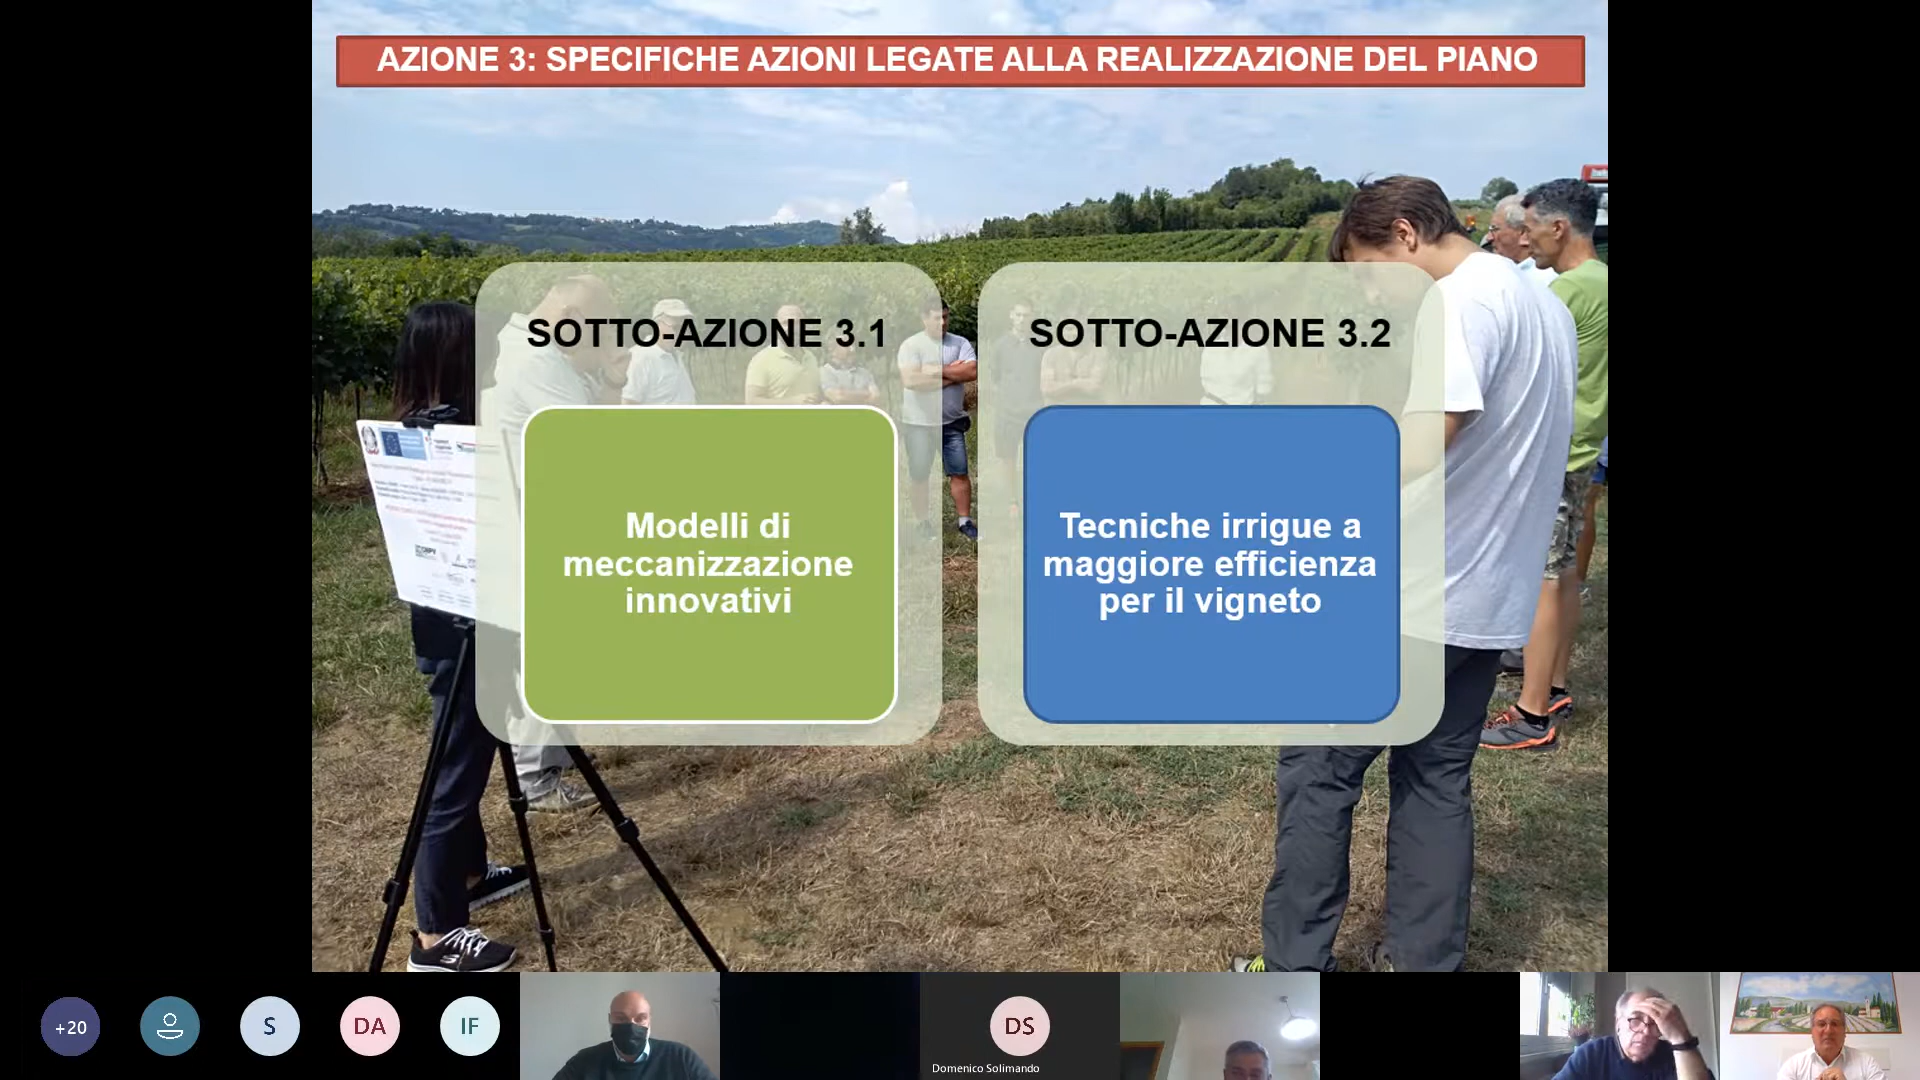 AZIONE 3: SPECIFICHE AZIONI LEGATE ALLA REALIZZAZIONE DEL PIANO
SOTTO-AZIONE 3.1
Modelli di
meccanizzazione
innovativi
SOTTO-AZIONE 3.2
Tecniche irrigue a
maggiore efficienza
per il vigneto
+20
S
DA
IF
DS
Domenico Solimando